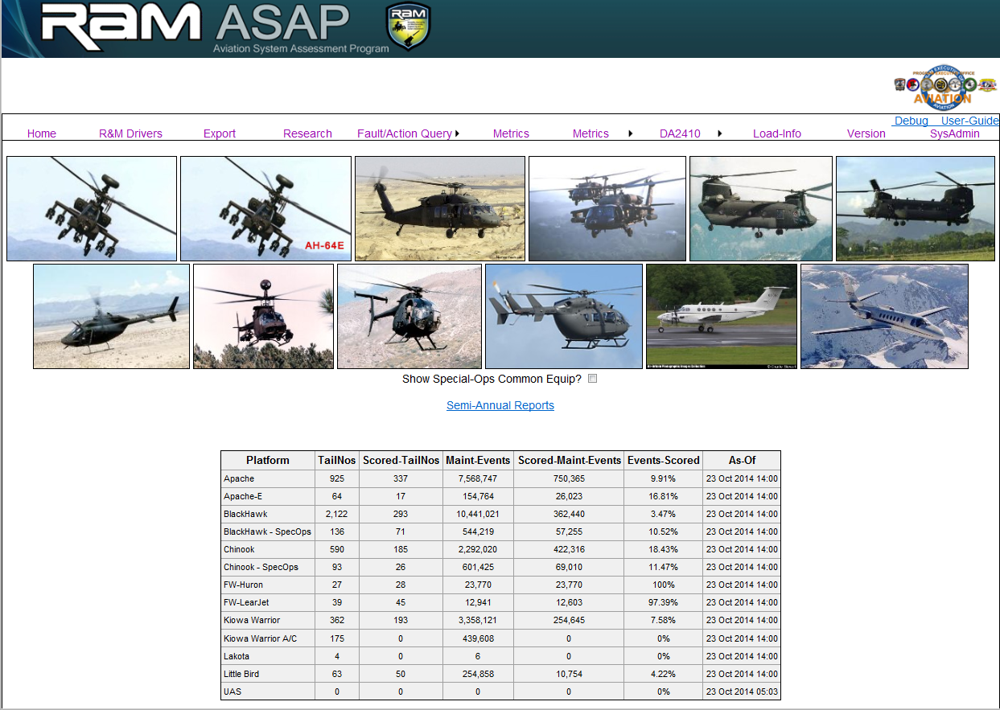 RAM ASAP RAM
Aviation System Assessment Program
PROGRAM EXECUTIVE OFFICE
AVIATION
AVIATION
Debug User-Guide
Home R&M Drivers Export Research Fault/Action Query Metrics Metrics DA2410 Load-Info Version SysAdmin
AH-64E
Show Special-Ops Common Equip?
Semi-Annual Reports
Platform TailNos Scored-TailNos Maint-Events Scored-Maint-Events Events-Scored As-Of
Apache 925 337 7,568,747 750,365 9.91% 23 Oct 2014 14:00
Apache-E 64 17 154,764 26,023 16.81% 23 Oct 2014 14:00
BlackHawk 2,122 293 10,441,021 362,440 3.47% 23 Oct 2014 14:00
BlackHawk - SpecOps 136 71 544,219 57,255 10.52% 23 Oct 2014 14:00
Chinook 590 185 2,292,020 422,316 18.43% 23 Oct 2014 14:00
Chinook - SpecOps 93 26 601,425 69,010 11.47% 23 Oct 2014 14:00
FW-Huron 27 28 23,770 23,770 100% 23 Oct 2014 14:00
FW-LearJet 39 45 12,941 12,603 97.39% 23 Oct 2014 14:00
Kiowa Warrior 362 193 3,358,121 254,645 7.58% 23 Oct 2014 14:00
Kiowa Warrior A/C 175 0 439,608 0 0% 23 Oct 2014 14:00
Lakota 4 0 6 0 0% 23 Oct 2014 14:00
Little Bird 63 50 254,858 10,754 4.22% 23 Oct 2014 14:00
UAS 0 0 0 0 0% 23 Oct 2014 05:03